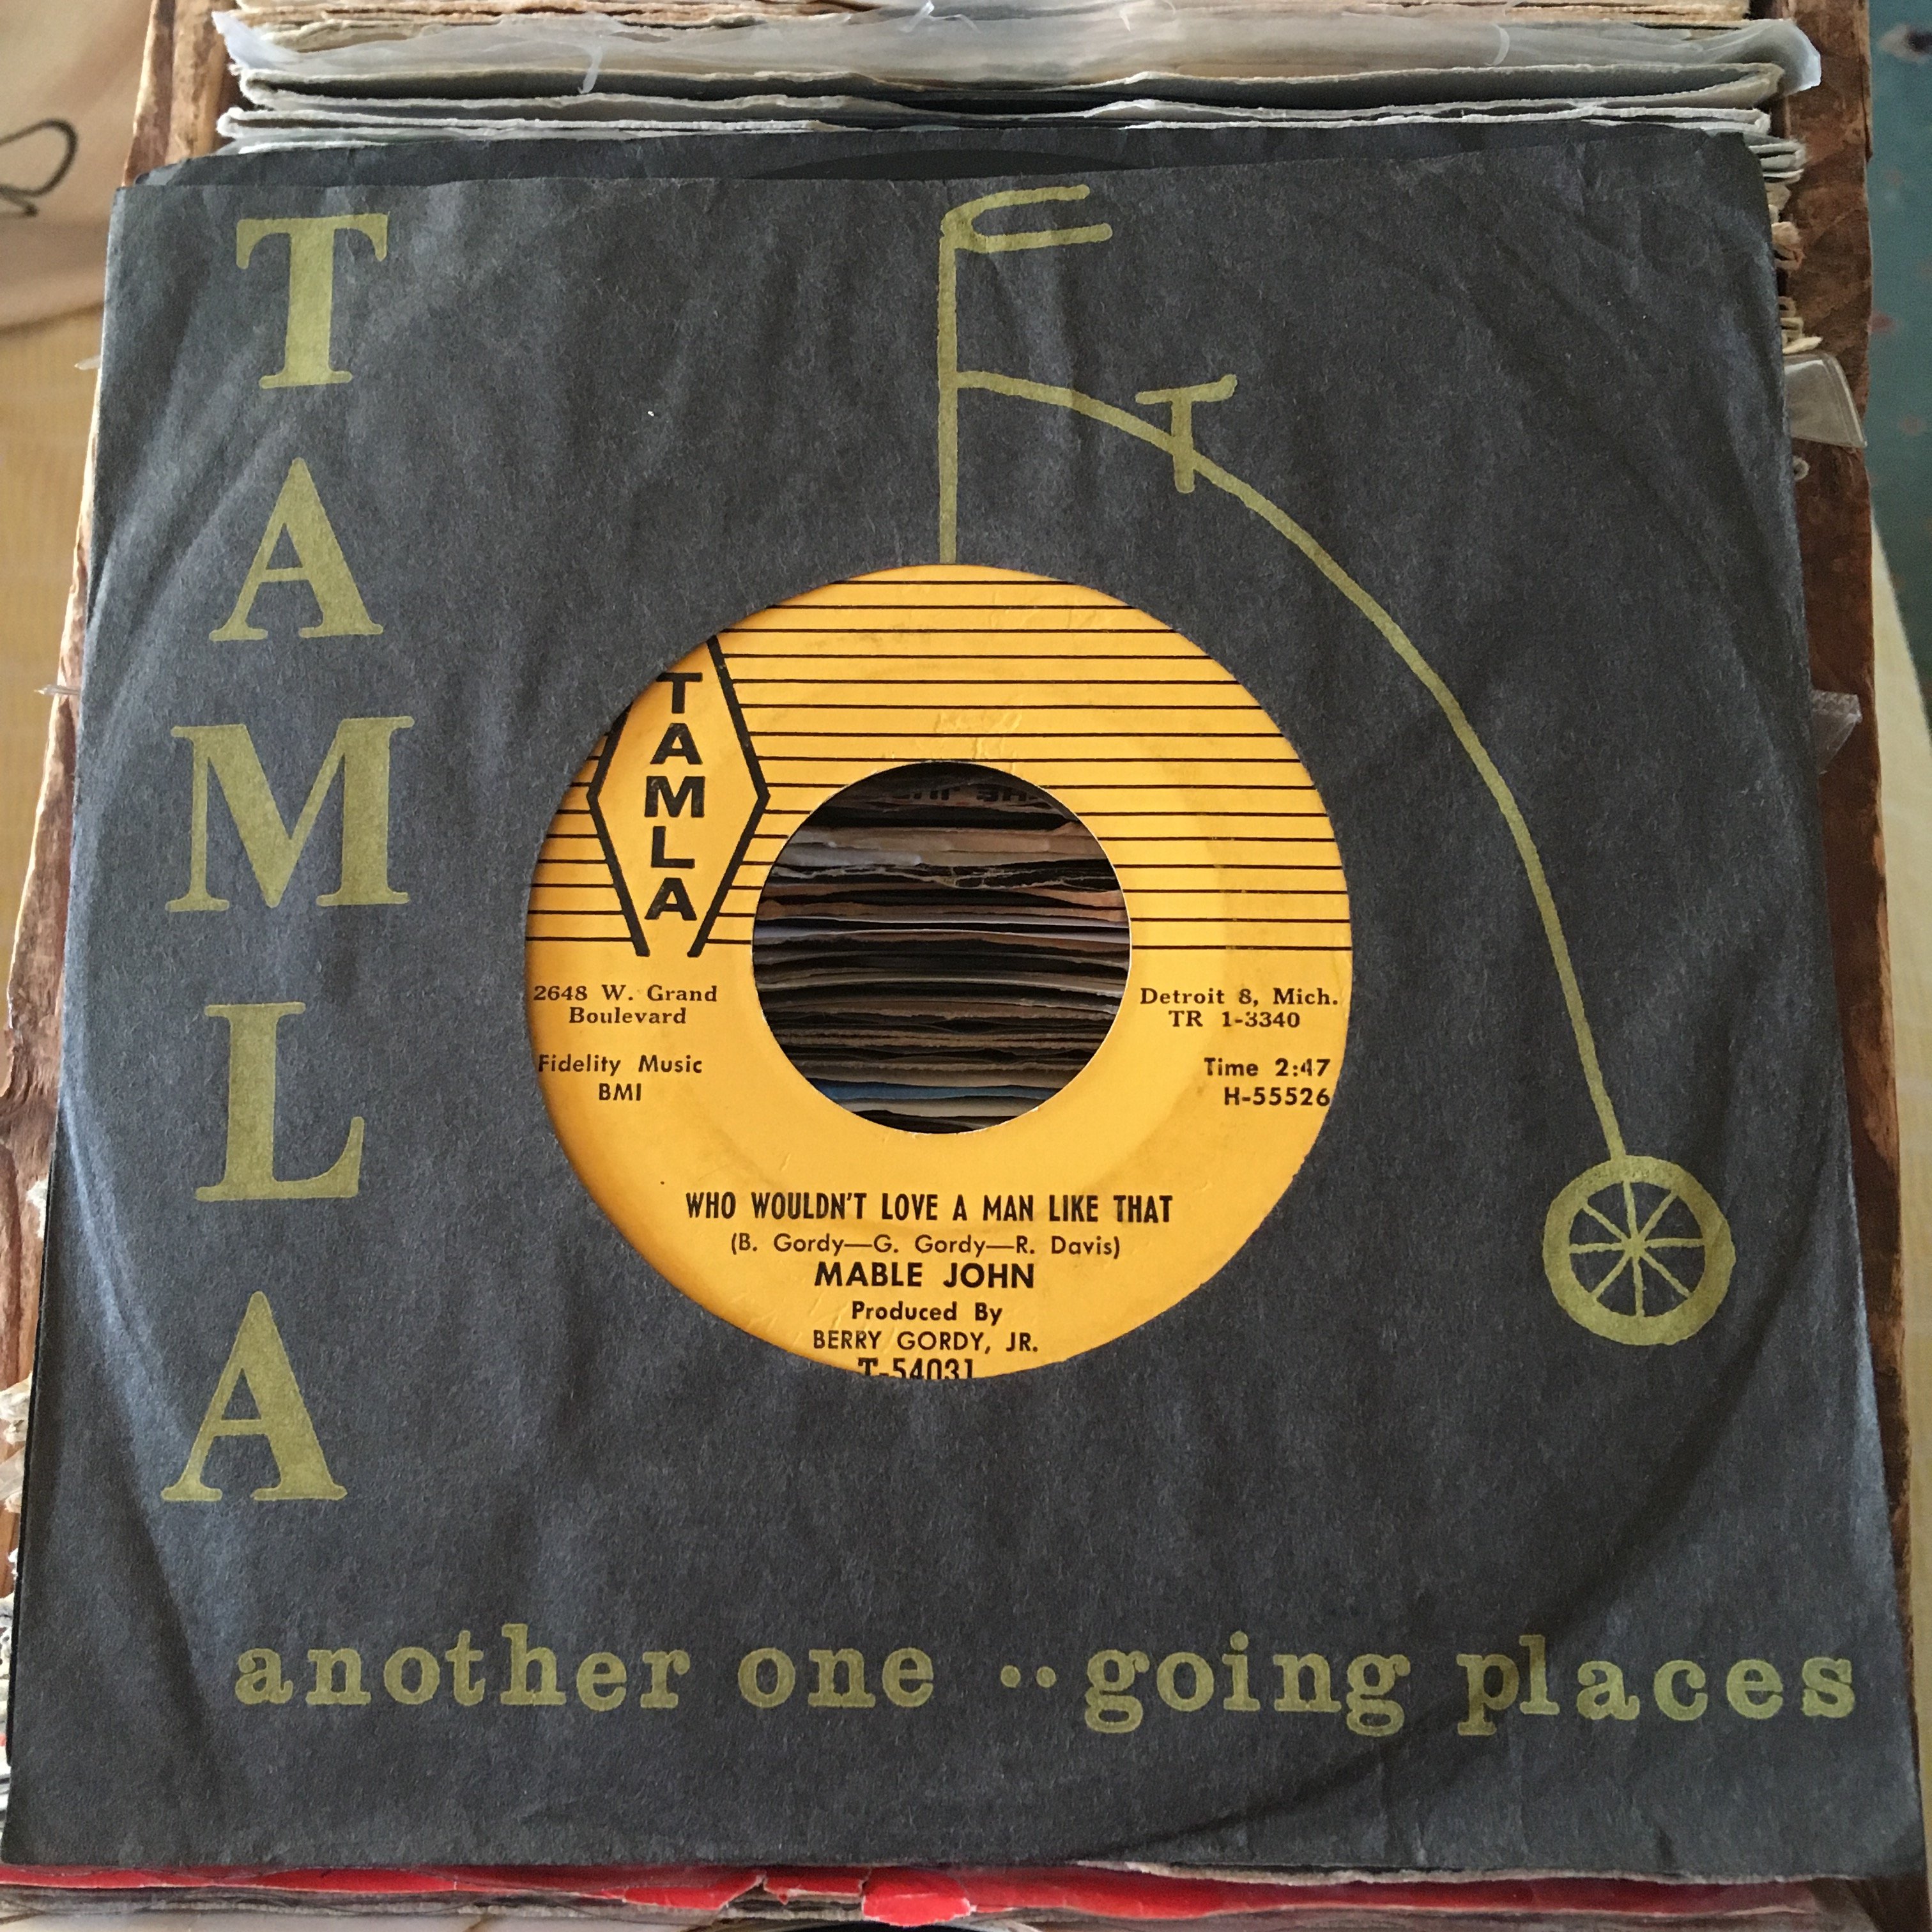 TAMLA
TAMLA
2648 W. Grand
Boulevard
Fidelity Music
BMI
Detroit 8, Mich.
TR 1-3340
Time 2:47
H-55526
WHO WOULDN'T LOVE A MAN LIKE THAT
(B. Gordy—G. Gordy—R. Davis)
MABLE JOHN
Produced By
BERRY GORDY, JR.
T-54031
another one ..going places